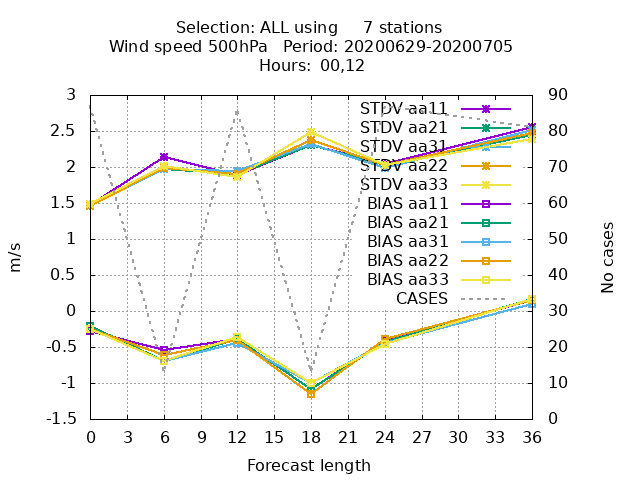 Selection: ALL using     7 stations
Wind speed 500hPa   Period: 20200629-20200705
Hours:  00,12
m/s
3
2.5
2
1.5
1
0.5
0
-0.5
-1
-1.5
90
80
70
60
50
40
30
20
10
0
No cases
STDV aa11
STDV aa21
STDV aa31
STDV aa22
STDV aa33
BIAS aa11
BIAS aa21
BIAS aa31
BIAS aa22
BIAS aa33
CASES
0 3 6 9 12 15 18 21 24 27 30 33 36
Forecast length